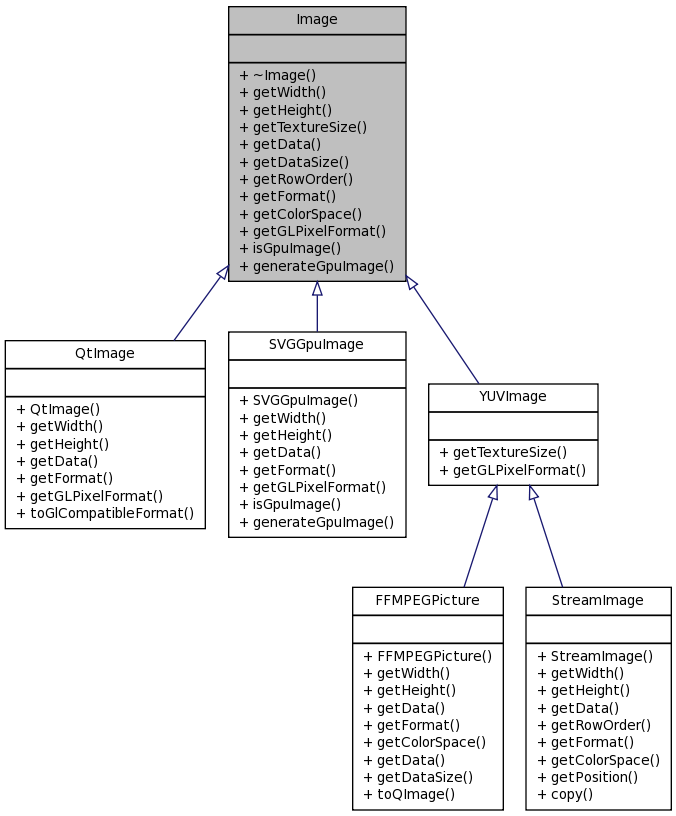 Image
+ ~Image()
+ getWidth()
+ getHeight()
+ getTextureSize()
+ getData()
+ getDataSize()
+ getRowOrder()
+ getFormat()
+ getColorSpace()
+ getGLPixelFormat()
+ isGpuImage()
+ generateGpuImage()
QtImage
+ QtImage()
+ getWidth()
+ getHeight()
+ getData()
+ getFormat()
+ getGLPixelFormat()
+ toGlCompatibleFormat()
SVGGpuImage
+ SVGGpuImage()
+ getWidth()
+ getHeight()
+ getData()
+ getFormat()
+ getGLPixelFormat()
+ isGpuImage()
+ generateGpuImage()
YUVImage
+ getTextureSize()
+ getGLPixelFormat()
FFMPEGPicture
+ FFMPEGPicture()
+ getWidth()
+ getHeight()
+ getData()
+ getFormat()
+ getColorSpace()
+ getData()
+ getDataSize()
+ toQImage()
StreamImage
+ StreamImage()
+ getWidth()
+ getHeight()
+ getData()
+ getRowOrder()
+ getFormat()
+ getColorSpace()
+ getPosition()
+ copy()